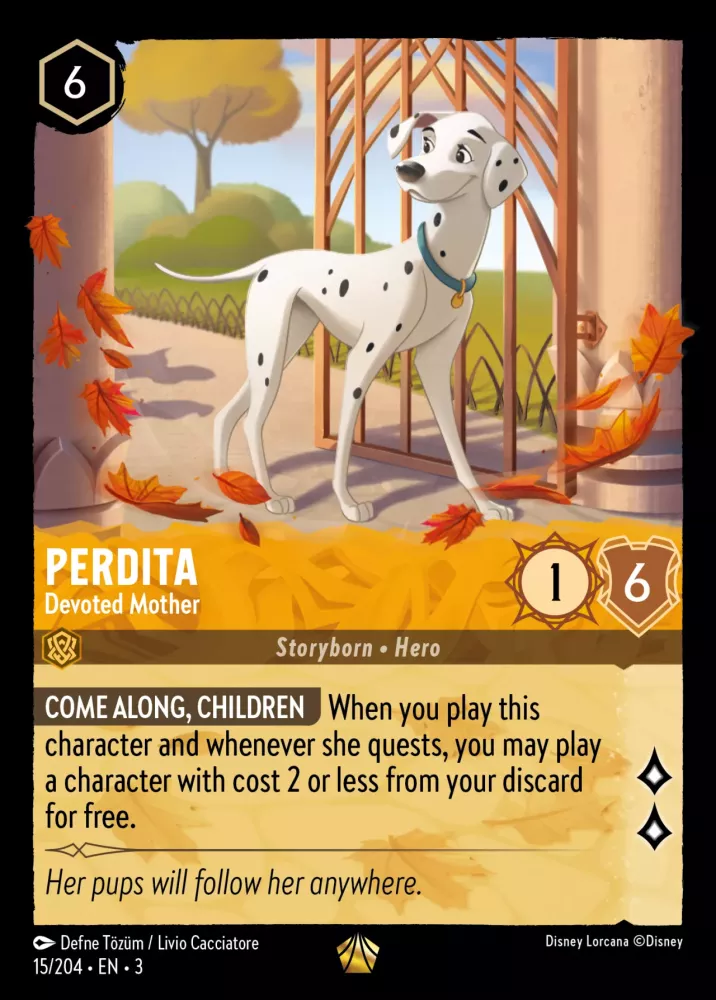 6
PERDITA
Devoted Mother
1
6
Storyborn • Hero
COME ALONG, CHILDREN When you play this
character and whenever she quests, you may play
a character with cost 2 or less from your discard
for free.
Her pups will follow her anywhere.
Defne Tözüm / Livio Cacciatore
Disney Lorcana ©Disney
15/204 • EN • 3